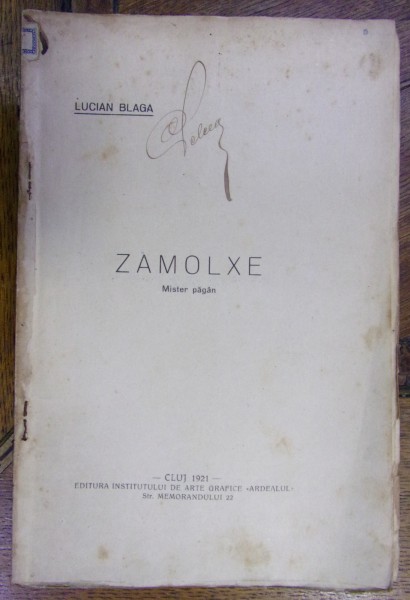 LUCIAN BLAGA
ZAMOLXE
Mister păgân
— CLUJ 1921 —
EDITURA INSTITUTULUI DE ARTE GRAFICE «ARDEALUL»
Str. MEMORANDULUI 22